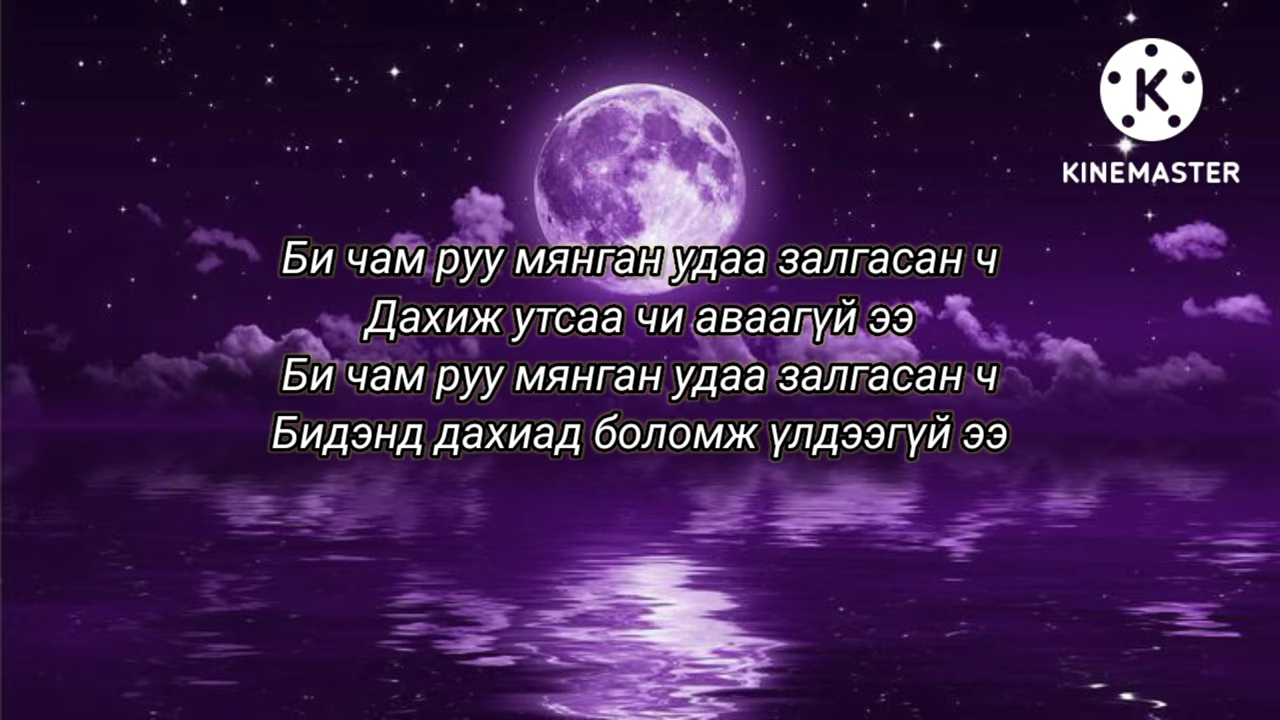 KINEMASTER
Би чам руу мянган удаа залгасан ч
Дахиж утсаа чи аваагүй ээ
Би чам руу мянган удаа залгасан ч
Бидэнд дахиад боломж үлдээгүй ээ